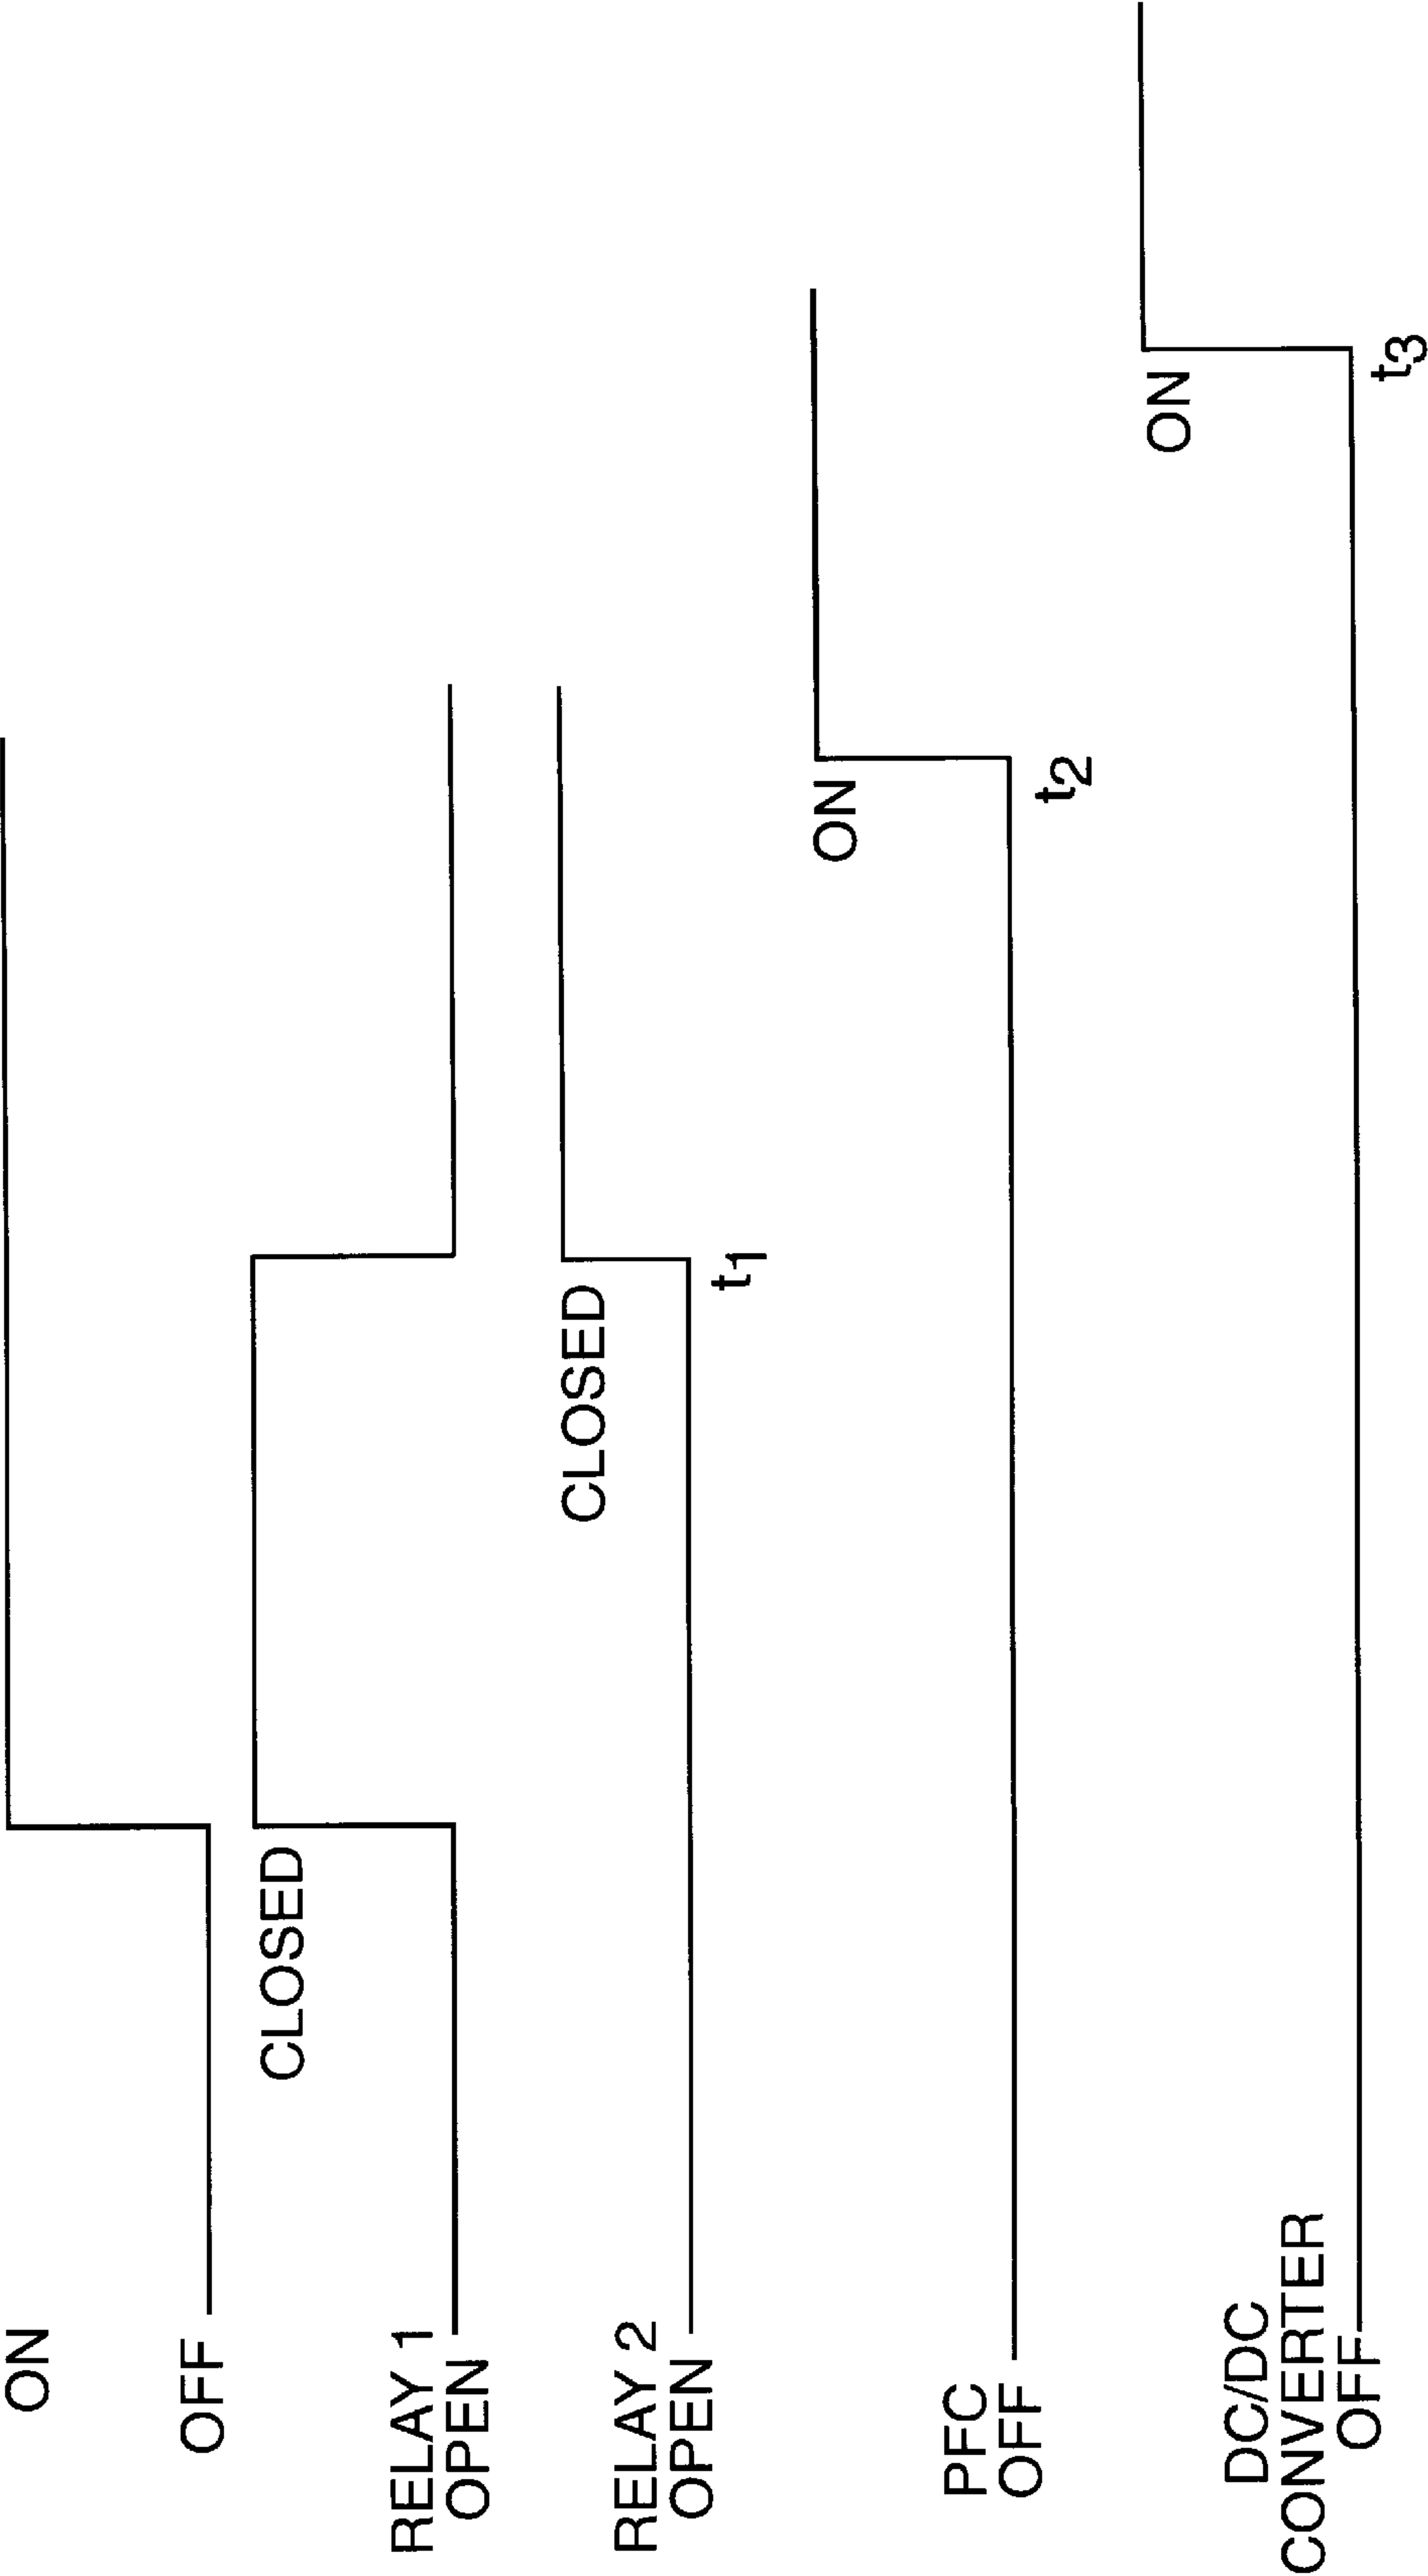 ON
OFF
CLOSED
RELAY 1
OPEN
CLOSED
RELAY 2
OPEN
t1
ON
PFC
OFF
t2
ON
DC/DC
CONVERTER
OFF
t3